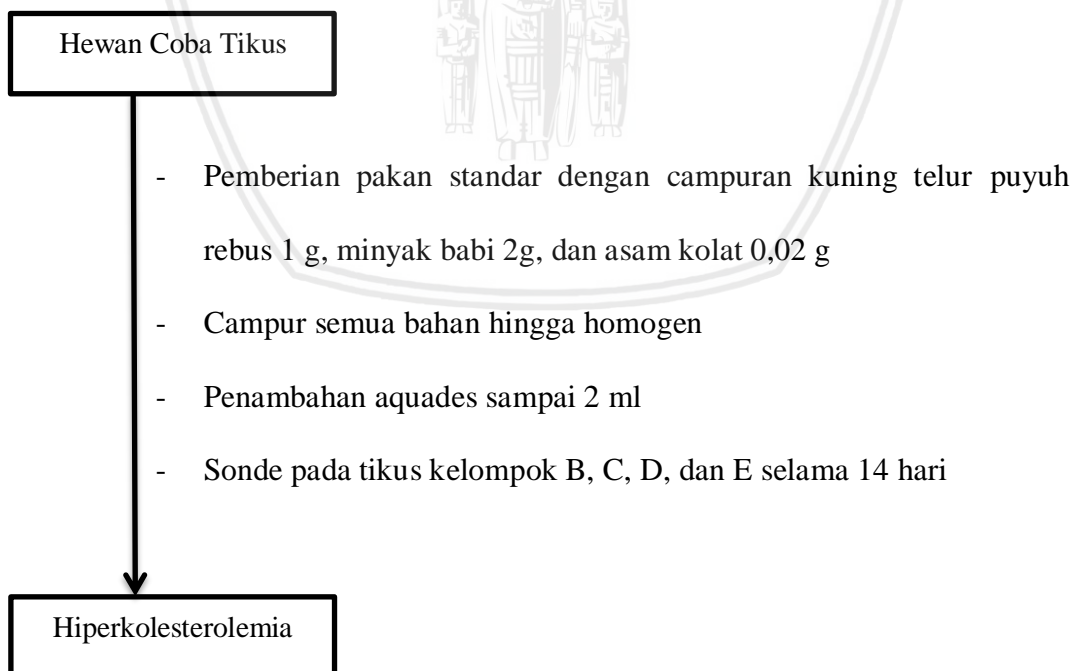 Hewan Coba Tikus
- Pemberian pakan standar dengan campuran kuning telur puyuh
rebus 1 g, minyak babi 2g, dan asam kolat 0,02 g
- Campur semua bahan hingga homogen
- Penambahan aquades sampai 2 ml
- Sonde pada tikus kelompok B, C, D, dan E selama 14 hari
Hiperkolesterolemia